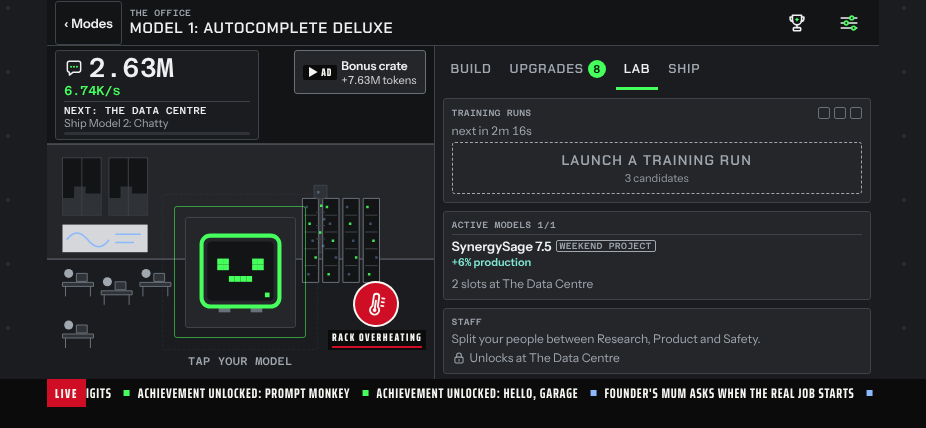 ‹ Modes
THE OFFICE
MODEL 1: AUTOCOMPLETE DELUXE
2.63M
6.74K/s
NEXT: THE DATA CENTRE
Ship Model 2: Chatty
AD
Bonus crate
+7.63M tokens
RACK OVERHEATING
TAP YOUR MODEL
BUILD UPGRADES 8 LAB SHIP
TRAINING RUNS
next in 2m 16s
LAUNCH A TRAINING RUN
3 candidates
ACTIVE MODELS 1/1
SynergySage 7.5 WEEKEND PROJECT
+6% production
2 slots at The Data Centre
STAFF
Split your people between Research, Product and Safety.
Unlocks at The Data Centre
LIVE IGITS ACHIEVEMENT UNLOCKED: PROMPT MONKEY ACHIEVEMENT UNLOCKED: HELLO, GARAGE FOUNDER'S MUM ASKS WHEN THE REAL JOB STARTS